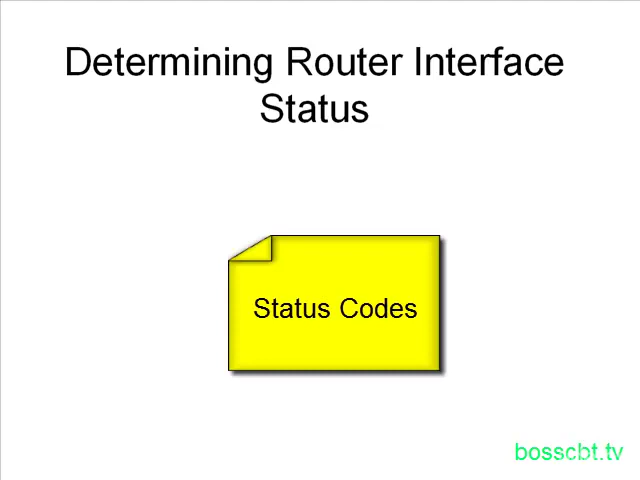 Determining Router Interface
Status
Status Codes
bosscbt.tv